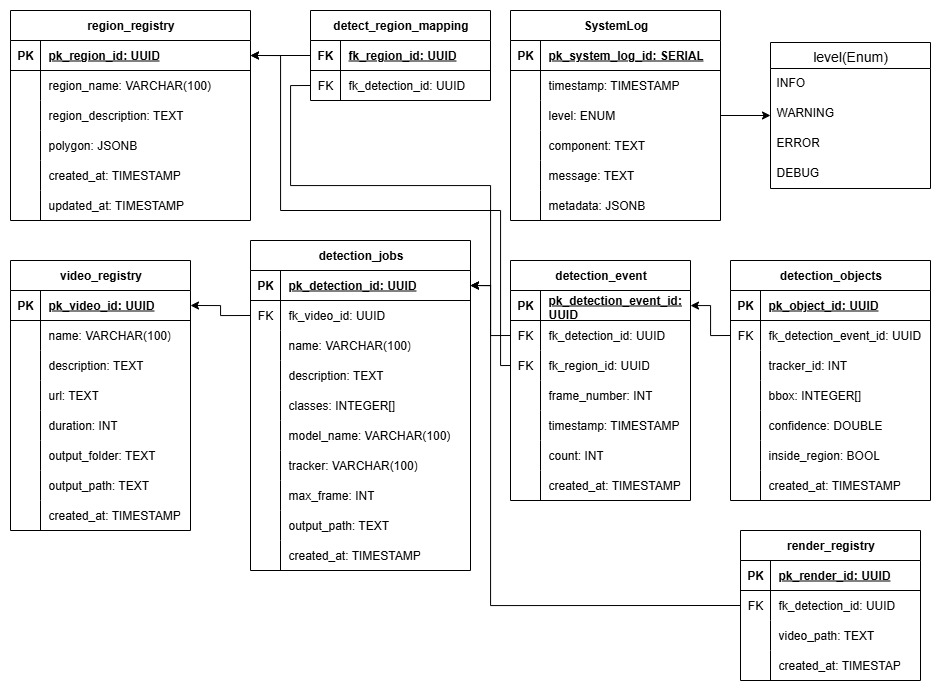 region_registry
PK pk_region_id: UUID
region_name: VARCHAR(100)
region_description: TEXT
polygon: JSONB
created_at: TIMESTAMP
updated_at: TIMESTAMP
detect_region_mapping
FK fk_region_id: UUID
FK fk_detection_id: UUID
SystemLog
PK pk_system_log_id: SERIAL
timestamp: TIMESTAMP
level: ENUM
component: TEXT
message: TEXT
metadata: JSONB
level(Enum)
INFO
WARNING
ERROR
DEBUG
video_registry
PK pk_video_id: UUID
name: VARCHAR(100)
description: TEXT
url: TEXT
duration: INT
output_folder: TEXT
output_path: TEXT
created_at: TIMESTAMP
detection_jobs
PK pk_detection_id: UUID
FK fk_video_id: UUID
name: VARCHAR(100)
description: TEXT
classes: INTEGER[]
model_name: VARCHAR(100)
tracker: VARCHAR(100)
max_frame: INT
output_path: TEXT
created_at: TIMESTAMP
detection_event
PK pk_detection_event_id:
UUID
FK fk_detection_id: UUID
FK fk_region_id: UUID
frame_number: INT
timestamp: TIMESTAMP
count: INT
created_at: TIMESTAMP
detection_objects
PK pk_object_id: UUID
FK fk_detection_event_id: UUID
tracker_id: INT
bbox: INTEGER[]
confidence: DOUBLE
inside_region: BOOL
created_at: TIMESTAMP
render_registry
PK pk_render_id: UUID
FK fk_detection_id: UUID
video_path: TEXT
created_at: TIMESTAP